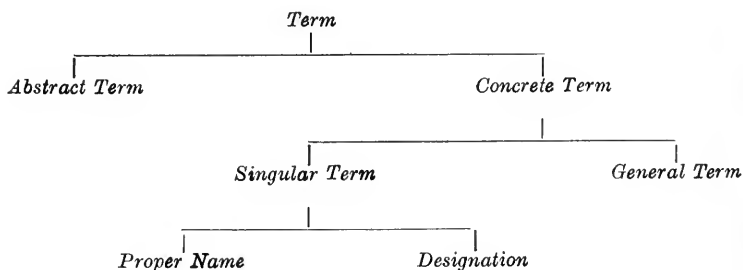 Term
Abstract Term Concrete Term
Singular Term General Term
Proper Name Designation